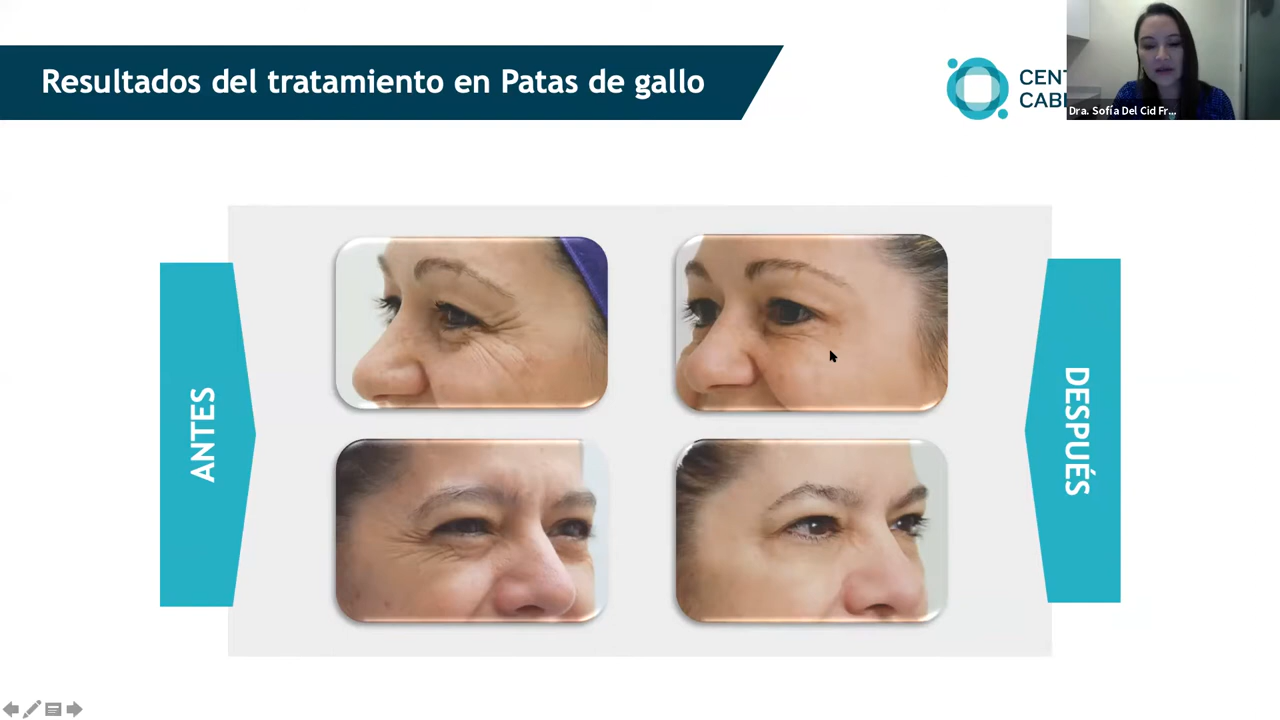 Resultados del tratamiento en Patas de gallo
Dra. Sofía Del Cid Fr...
ANTES
DESPUÉS